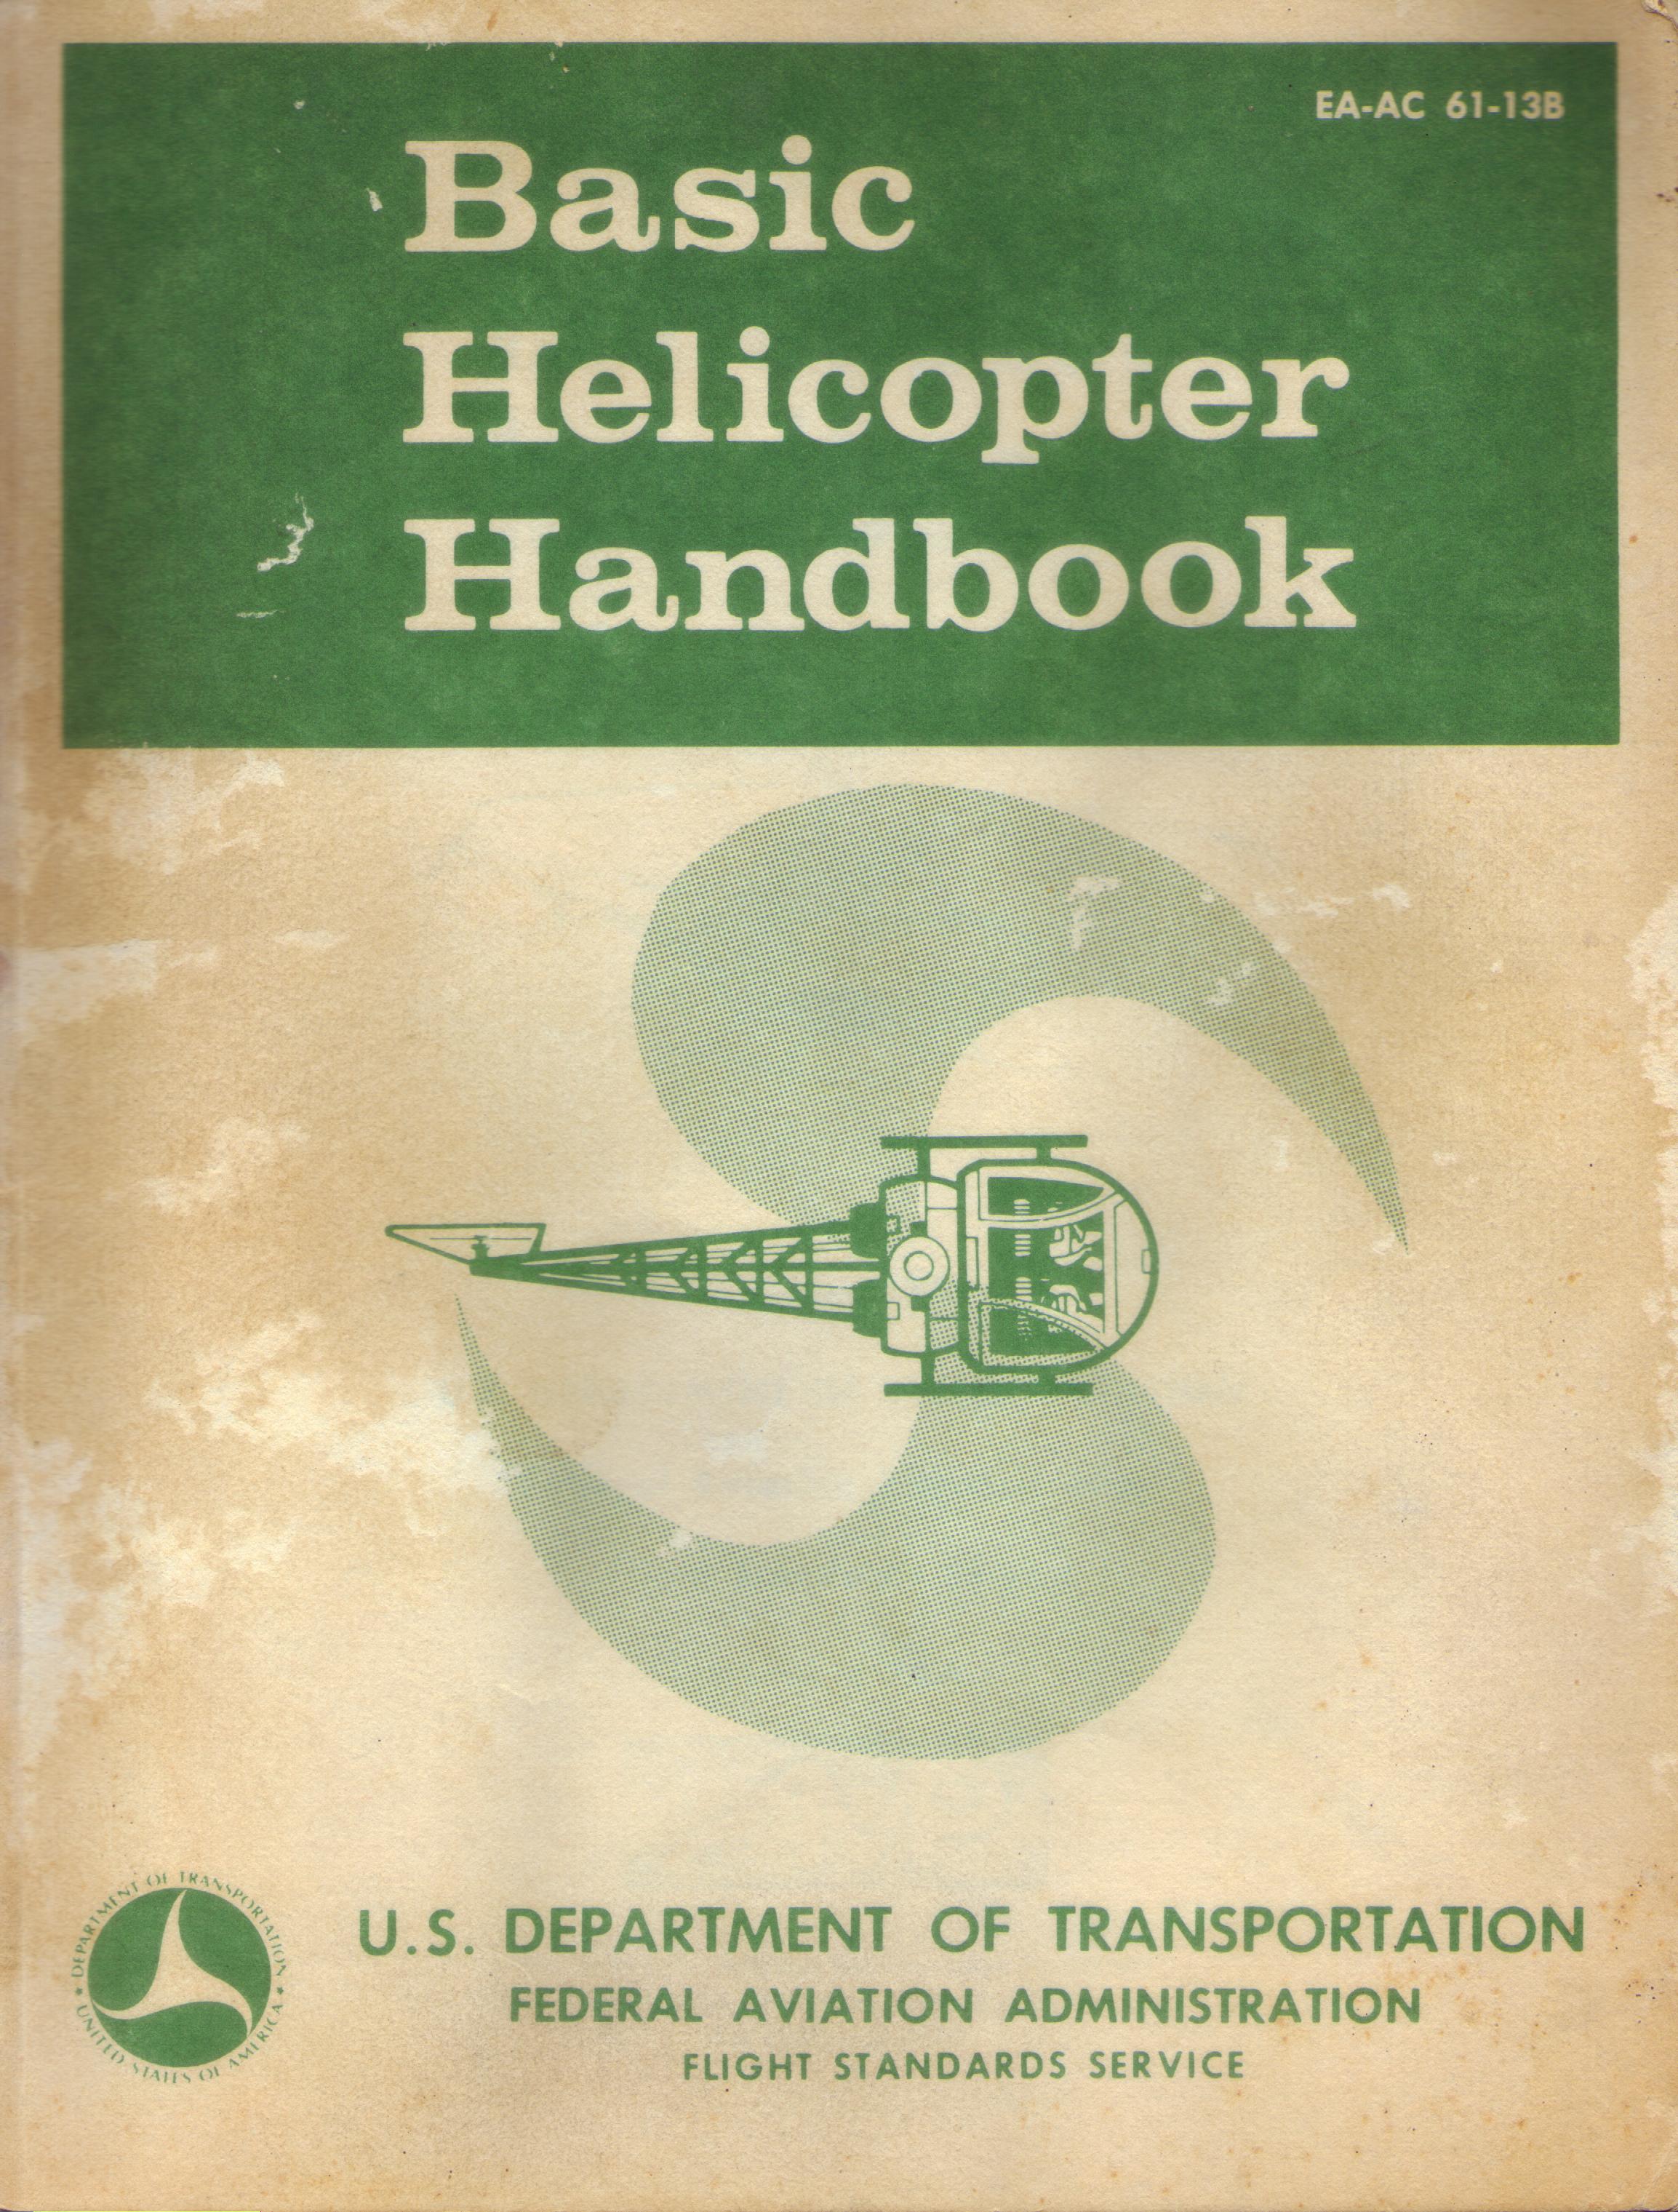 EA-AC 61-13B
Basic
Helicopter
Handbook
DEPARTMENT OF TRANSPORTATION
UNITED STATES OF AMERICA
U.S. DEPARTMENT OF TRANSPORTATION
FEDERAL AVIATION ADMINISTRATION
FLIGHT STANDARDS SERVICE